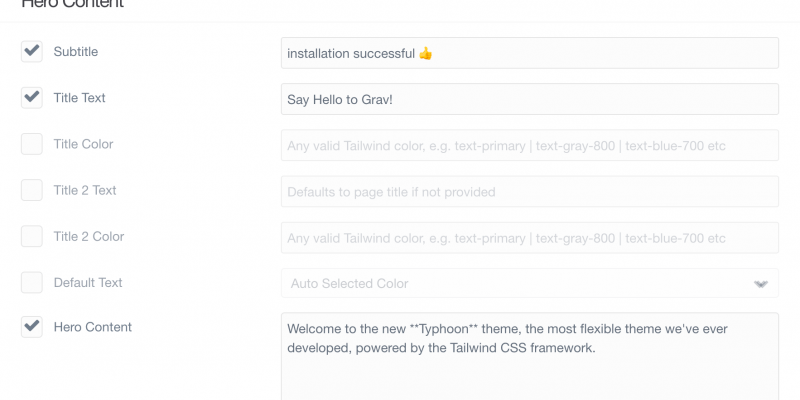 Hero Content
Subtitle
installation successful 👍
Title Text
Say Hello to Grav!
Title Color
Any valid Tailwind color, e.g. text-primary | text-gray-800 | text-blue-700 etc
Title 2 Text
Defaults to page title if not provided
Title 2 Color
Any valid Tailwind color, e.g. text-primary | text-gray-800 | text-blue-700 etc
Default Text
Auto Selected Color
Hero Content
Welcome to the new **Typhoon** theme, the most flexible theme we've ever
developed, powered by the Tailwind CSS framework.